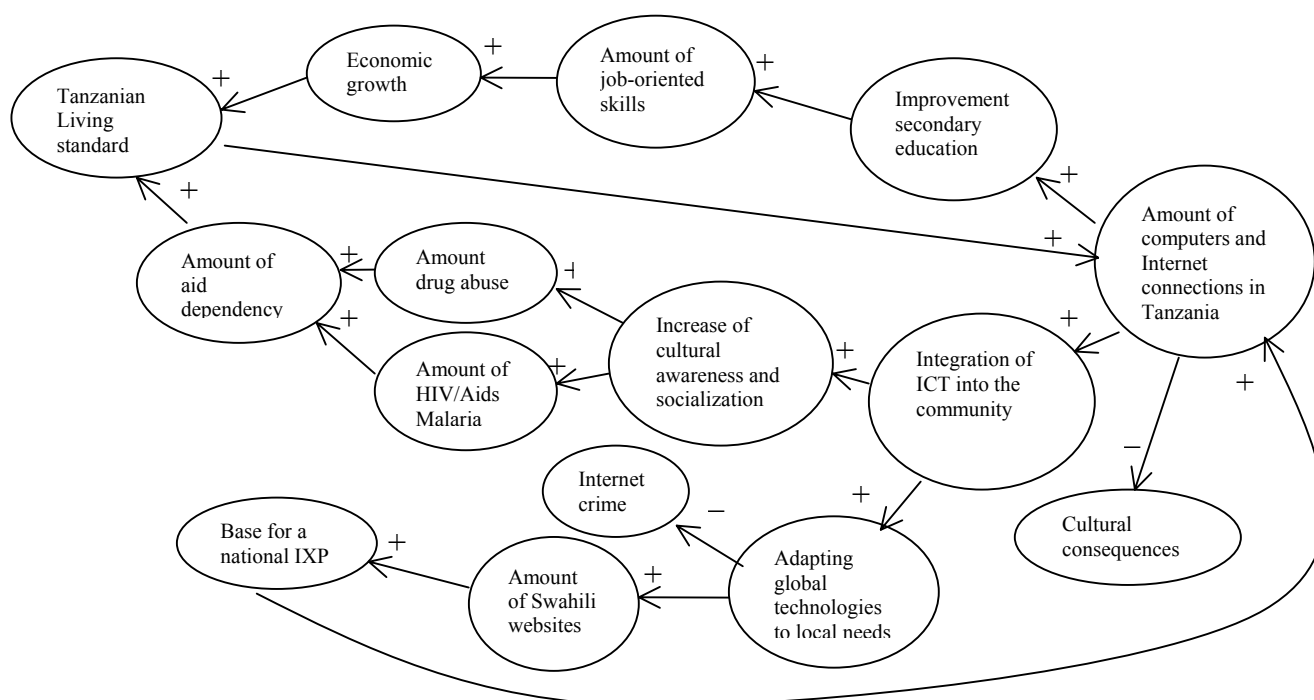 Economic
growth
+
Amount of
job-oriented
skills
+
Improvement
secondary
education
+
Tanzanian
Living
standard
+
+
Amount of
computers and
Internet
connections in
Tanzania
+
+
Amount of
aid
dependency
+
+
Amount
drug abuse
Amount of
HIV/Aids
Malaria
+
Increase of
cultural
awareness and
socialization
+
Integration of
ICT into the
community
+
–
Cultural
consequences
Internet
crime
–
+
Adapting
global
technologies
to local needs
+
Amount
of Swahili
websites
+
Base for a
national IXP